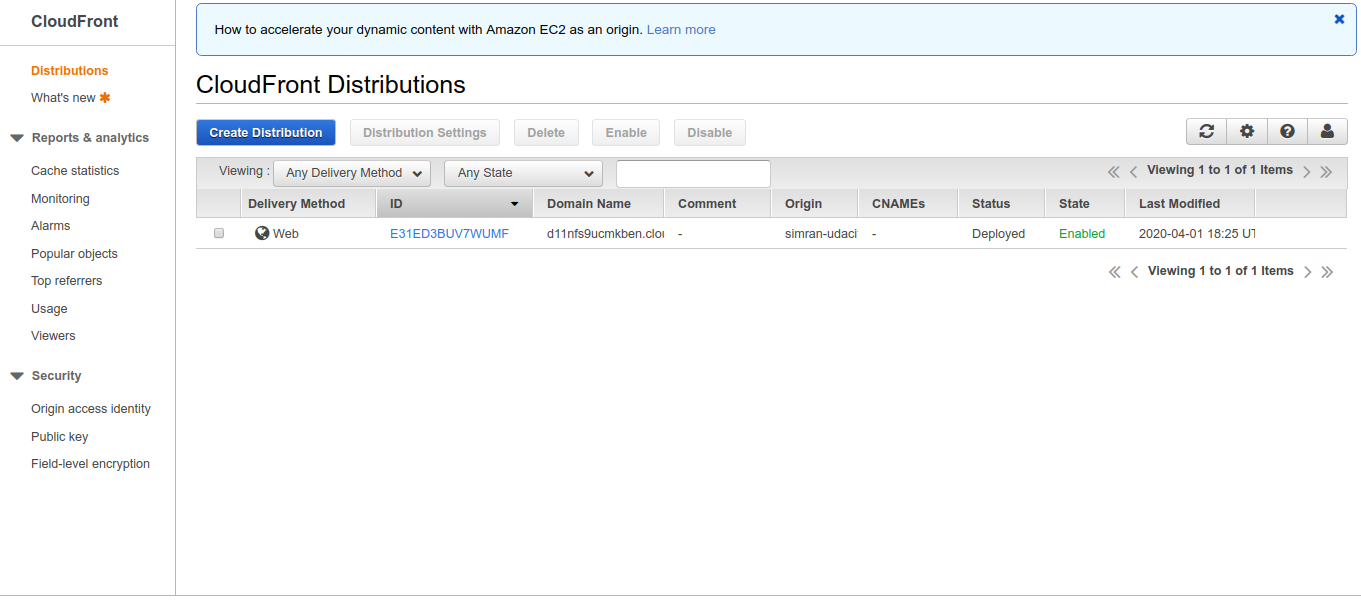 CloudFront
Distributions
What's new ✱
Reports & analytics
Cache statistics
Monitoring
Alarms
Popular objects
Top referrers
Usage
Viewers
Security
Origin access identity
Public key
Field-level encryption
How to accelerate your dynamic content with Amazon EC2 as an origin. Learn more
CloudFront Distributions
Create Distribution Distribution Settings Delete Enable Disable
Viewing : Any Delivery Method Any State Viewing 1 to 1 of 1 Items
Delivery Method ID Domain Name Comment Origin CNAMEs Status State Last Modified
Web E31ED3BUV7WUMF d11nfs9ucmkben.clou - simran-udaci - Deployed Enabled 2020-04-01 18:25 UT
Viewing 1 to 1 of 1 Items